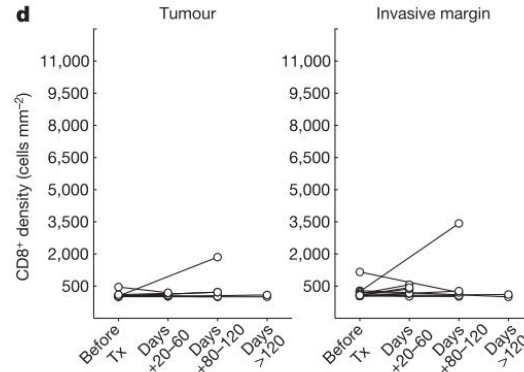 d
Tumour
Invasive margin
CD8⁺ density (cells mm⁻²)
11,000
9,500
8,000
6,500
5,000
3,500
2,000
500
Before Tx
Days +20–60
Days +80–120
Days >120
11,000
9,500
8,000
6,500
5,000
3,500
2,000
500
Before Tx
Days +20–60
Days +80–120
Days >120